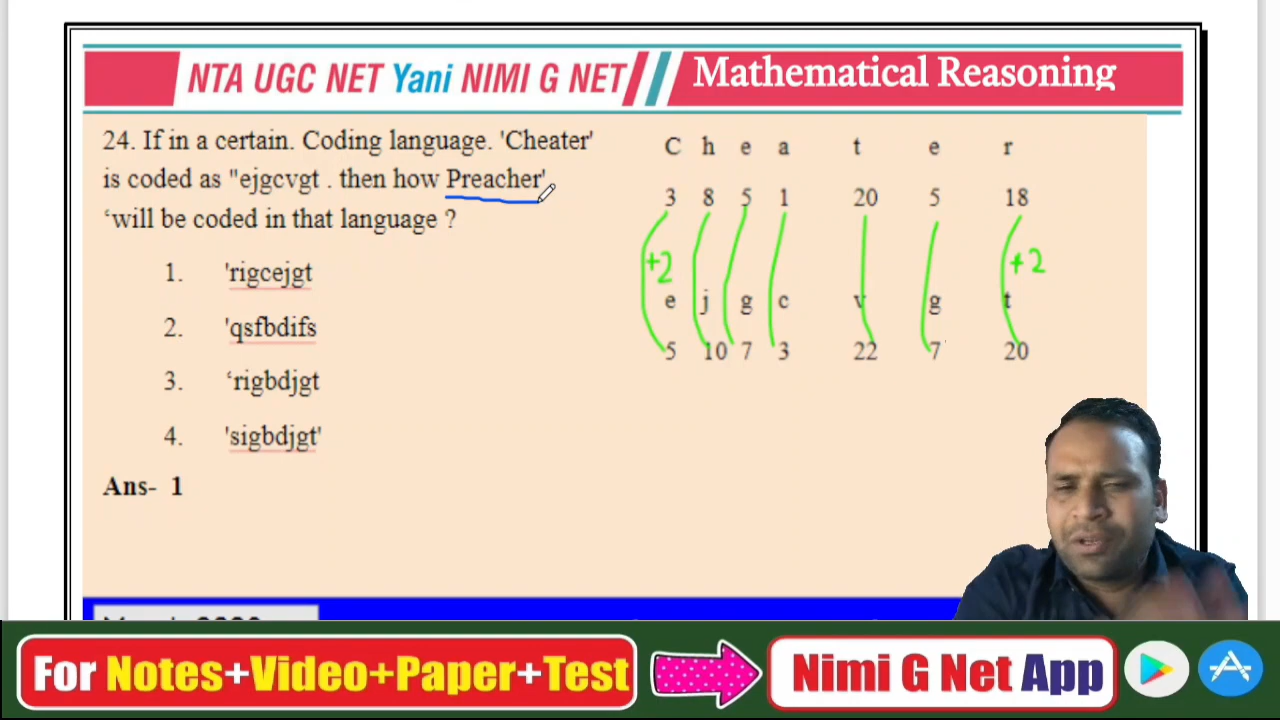 NTA UGC NET Yani NIMI G NET Mathematical Reasoning
24. If in a certain. Coding language. 'Cheater'
is coded as "ejgcvgt . then how Preacher'
‘will be coded in that language ?
1. 'rigcejgt
2. 'qsfbdifs
3. ‘rigbdjgt
4. 'sigbdjgt'
Ans- 1
C h e a t e r
3 8 5 1 20 5 18
+2 +2
e j g c v g t
5 10 7 3 22 7 20
For Notes+Video+Paper+Test Nimi G Net App